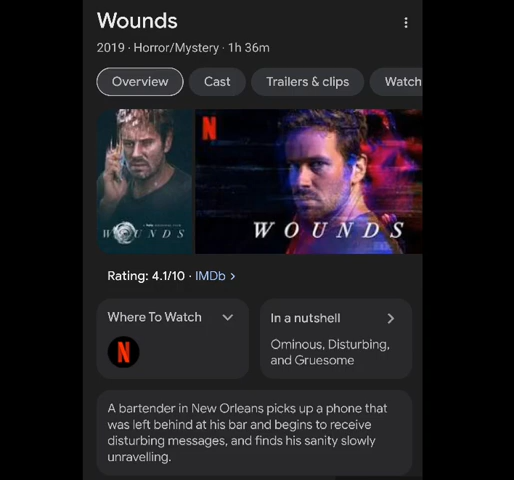 Wounds
2019 · Horror/Mystery · 1h 36m
Overview
Cast
Trailers & clips
Watch
WOUNDS
N
WOUNDS
Rating: 4.1/10 · IMDb >
Where To Watch
N
In a nutshell
Ominous, Disturbing,
and Gruesome
A bartender in New Orleans picks up a phone that
was left behind at his bar and begins to receive
disturbing messages, and finds his sanity slowly
unravelling.